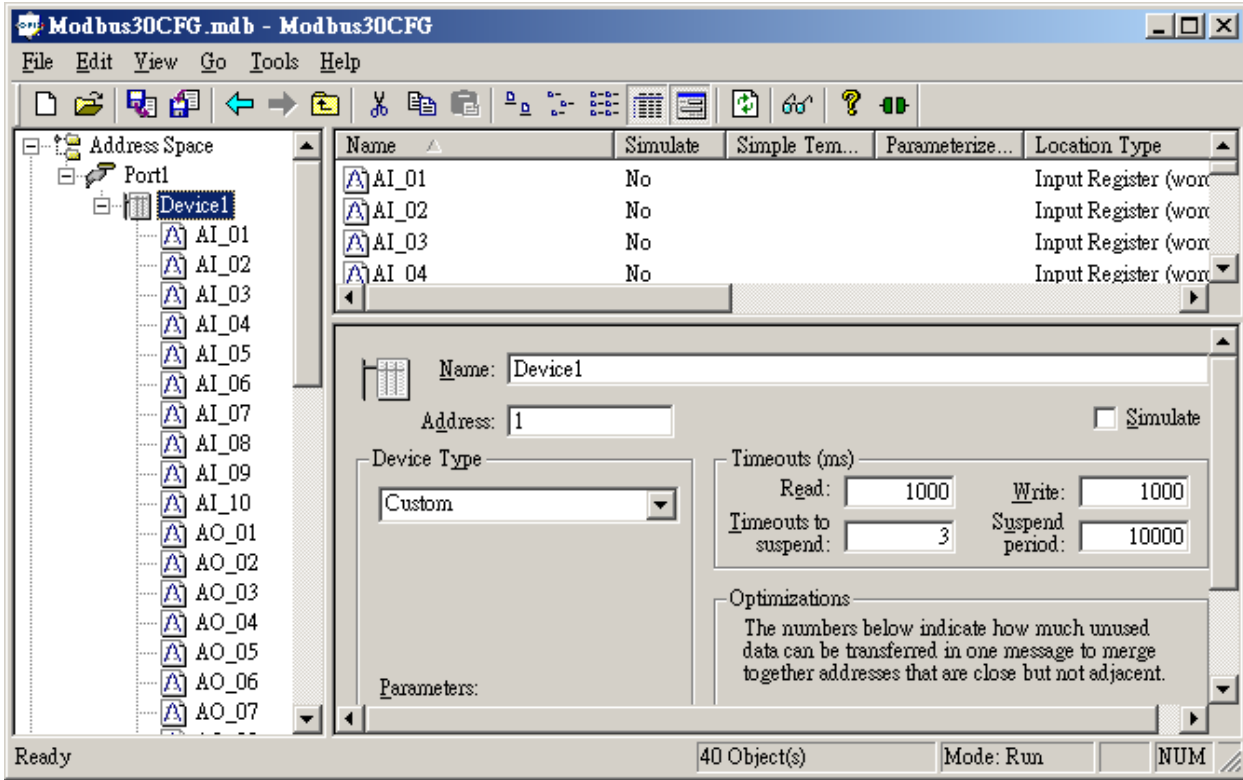 Modbus30CFG.mdb - Modbus30CFG
File Edit View Go Tools Help
Address Space
Port1
Device1
AI_01
AI_02
AI_03
AI_04
AI_05
AI_06
AI_07
AI_08
AI_09
AI_10
AO_01
AO_02
AO_03
AO_04
AO_05
AO_06
AO_07
Name Simulate Simple Tem... Parameterize... Location Type
AI_01 No Input Register (word
AI_02 No Input Register (word
AI_03 No Input Register (word
AI_04 No Input Register (word
Name: Device1
Address: 1
Simulate
Device Type
Custom
Parameters:
Timeouts (ms)
Read: 1000 Write: 1000
Timeouts to suspend: 3 Suspend period: 10000
Optimizations
The numbers below indicate how much unused
data can be transferred in one message to merge
together addresses that are close but not adjacent.
Ready 40 Object(s) Mode: Run NUM